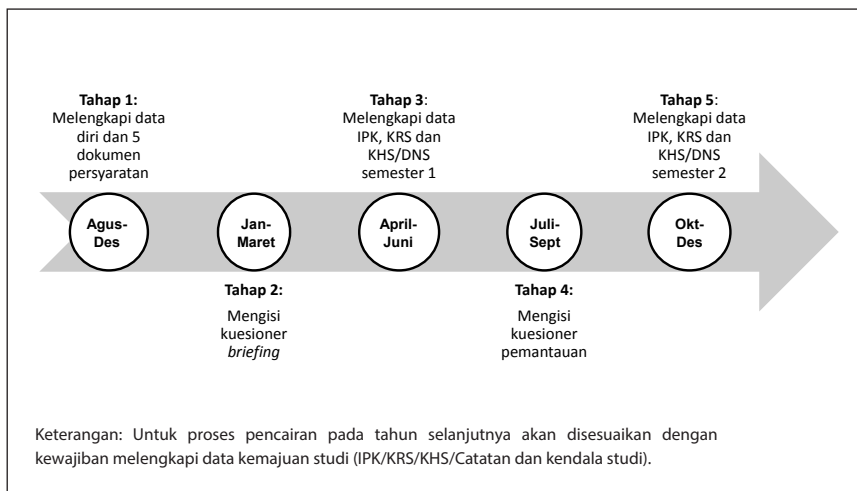 Tahap 1:
Melengkapi data
diri dan 5
dokumen
persyaratan
Agus-
Des
Jan-
Maret
Tahap 2:
Mengisi
kuesioner
briefing
Tahap 3:
Melengkapi data
IPK, KRS dan
KHS/DNS
semester 1
April-
Juni
Juli-
Sept
Tahap 4:
Mengisi
kuesioner
pemantauan
Tahap 5:
Melengkapi data
IPK, KRS dan
KHS/DNS
semester 2
Okt-
Des
Keterangan: Untuk proses pencairan pada tahun selanjutnya akan disesuaikan dengan
kewajiban melengkapi data kemajuan studi (IPK/KRS/KHS/Catatan dan kendala studi).